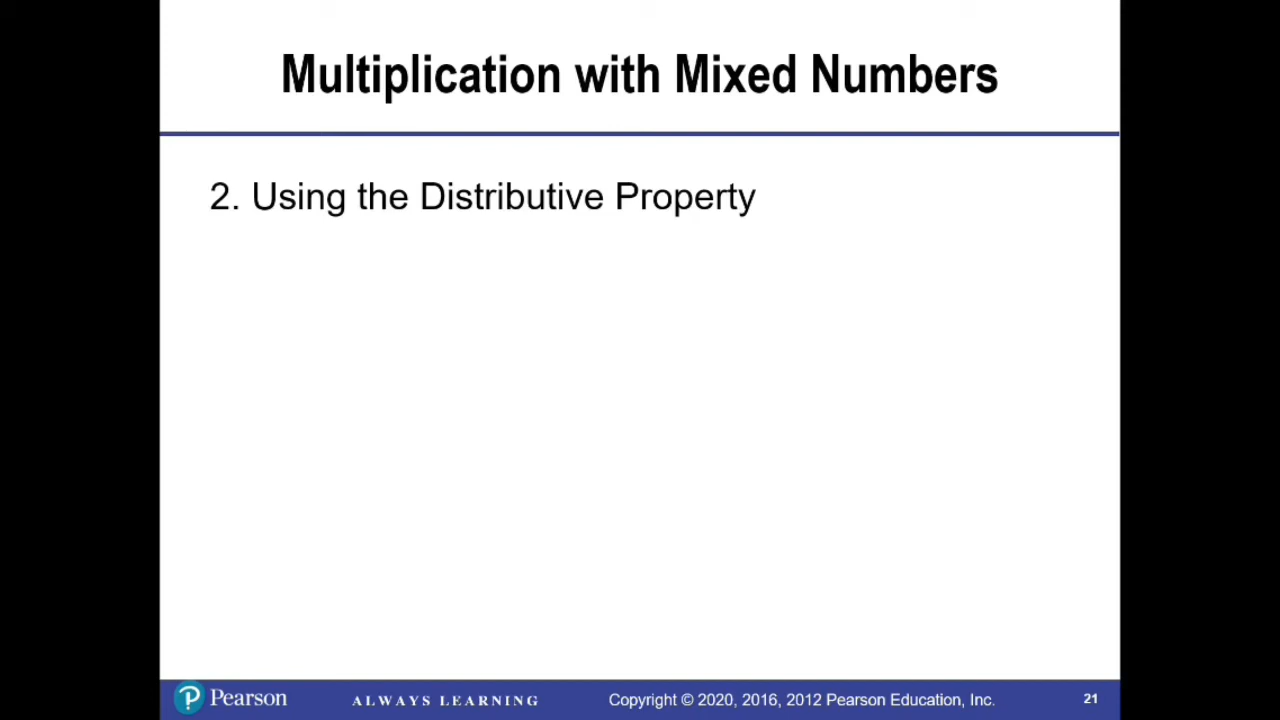 Multiplication with Mixed Numbers
2. Using the Distributive Property
Pearson
ALWAYS LEARNING
Copyright © 2020, 2016, 2012 Pearson Education, Inc.
21